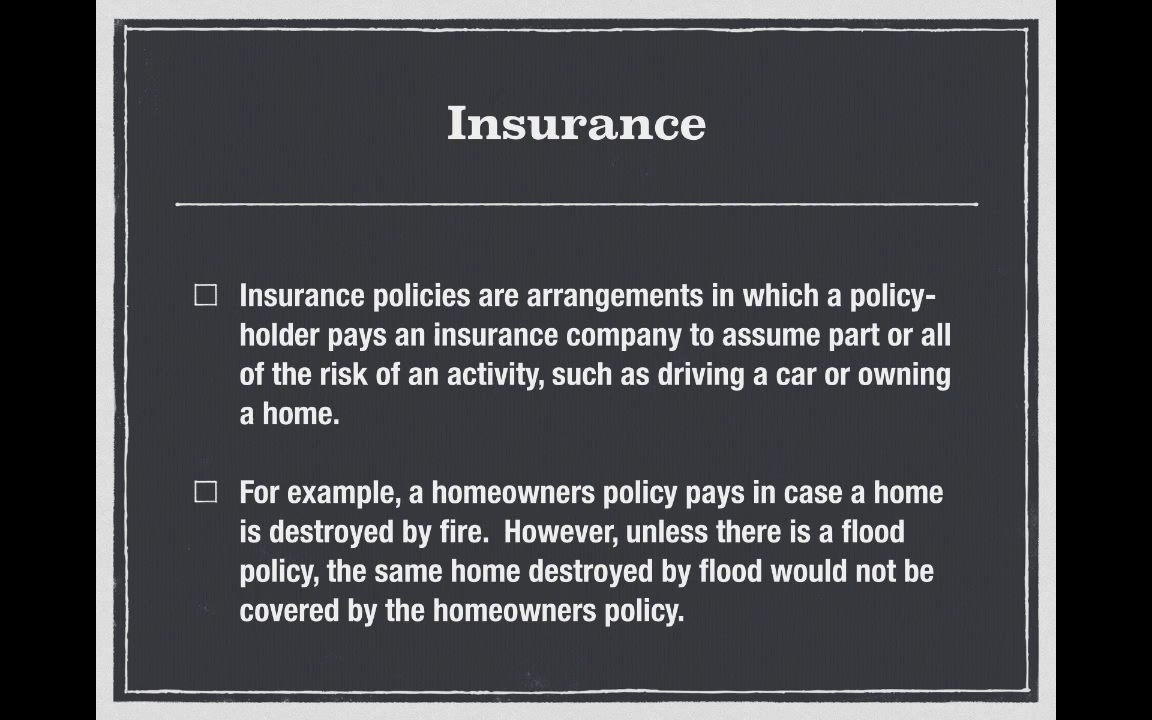 Insurance
Insurance policies are arrangements in which a policy-
holder pays an insurance company to assume part or all
of the risk of an activity, such as driving a car or owning
a home.
For example, a homeowners policy pays in case a home
is destroyed by fire.  However, unless there is a flood
policy, the same home destroyed by flood would not be
covered by the homeowners policy.